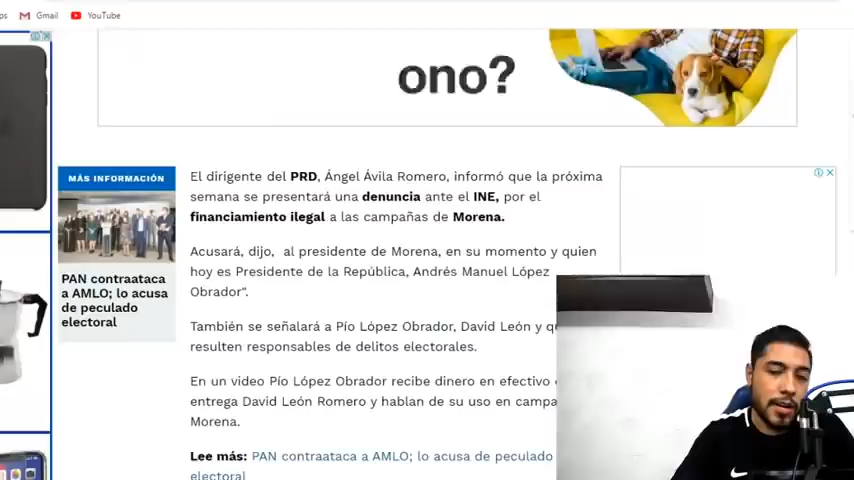 Gmail
YouTube
ono?
MÁS INFORMACIÓN
PAN contraataca
a AMLO; lo acusa
de peculado
electoral
El dirigente del PRD, Ángel Ávila Romero, informó que la próxima
semana se presentará una denuncia ante el INE, por el
financiamiento ilegal a las campañas de Morena.
Acusará, dijo, al presidente de Morena, en su momento y quien
hoy es Presidente de la República, Andrés Manuel López
Obrador".
También se señalará a Pío López Obrador, David León y
resulten responsables de delitos electorales.
En un video Pío López Obrador recibe dinero en efectivo
entrega David León Romero y hablan de su uso en
Morena.
Lee más: PAN contraataca a AMLO; lo acusa de peculado
electoral